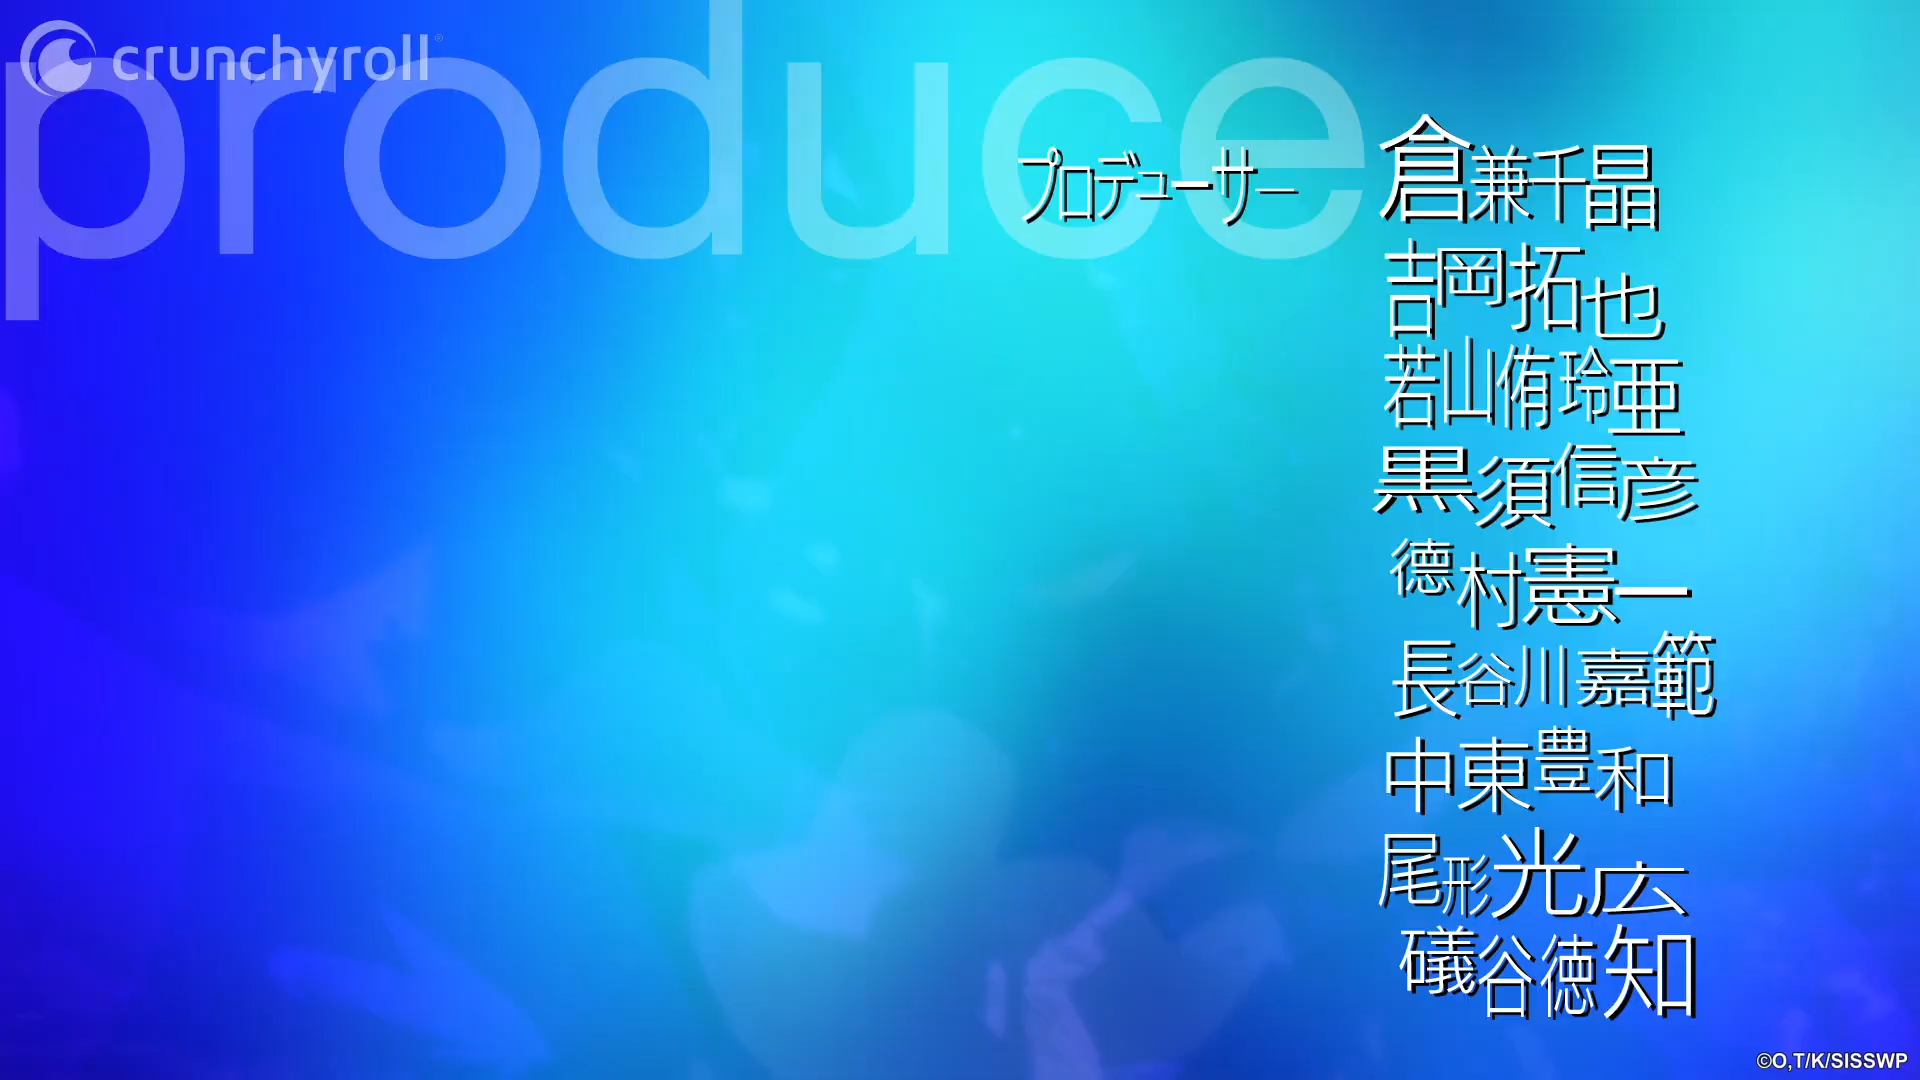 crunchyroll®
produce
プロデューサー
倉兼千晶
吉岡拓也
若山侑玲亜
黒須信彦
德村憲一
長谷川嘉範
中東豊和
尾形光広
礒谷徳知
©O,T/K/SISSWP